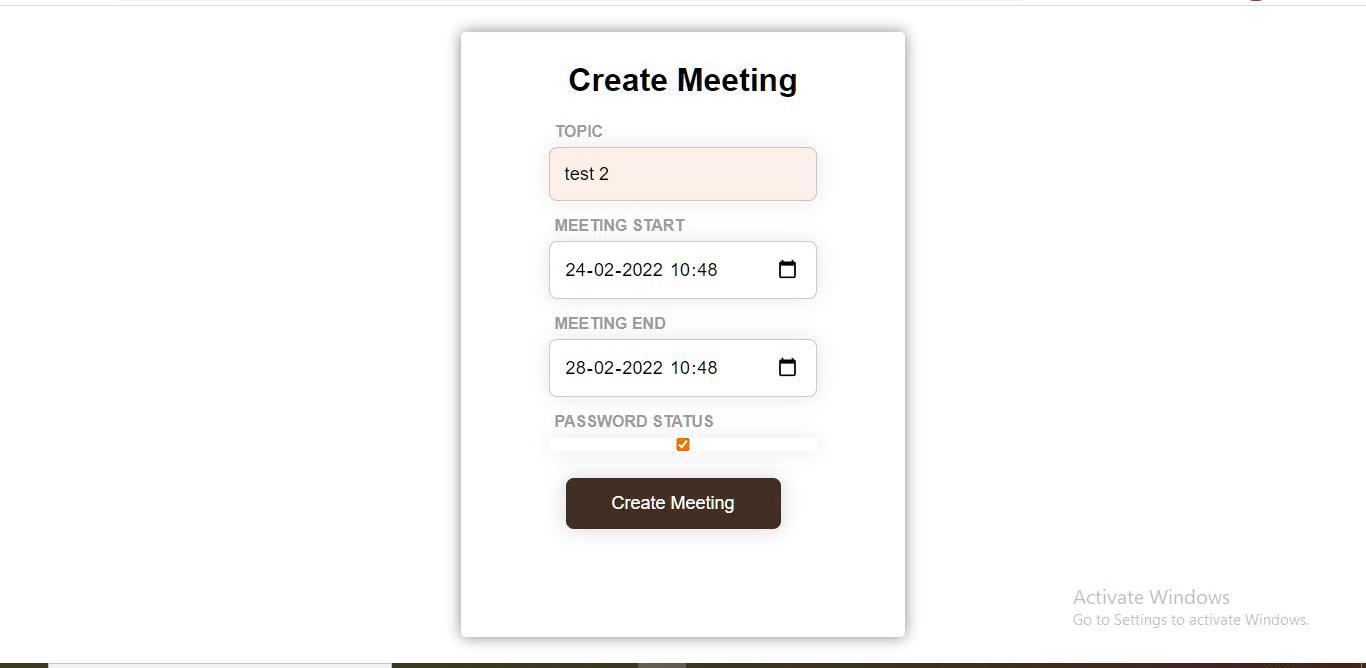 Create Meeting
TOPIC
test 2
MEETING START
24-02-2022 10:48
MEETING END
28-02-2022 10:48
PASSWORD STATUS
Create Meeting
Activate Windows
Go to Settings to activate Windows.